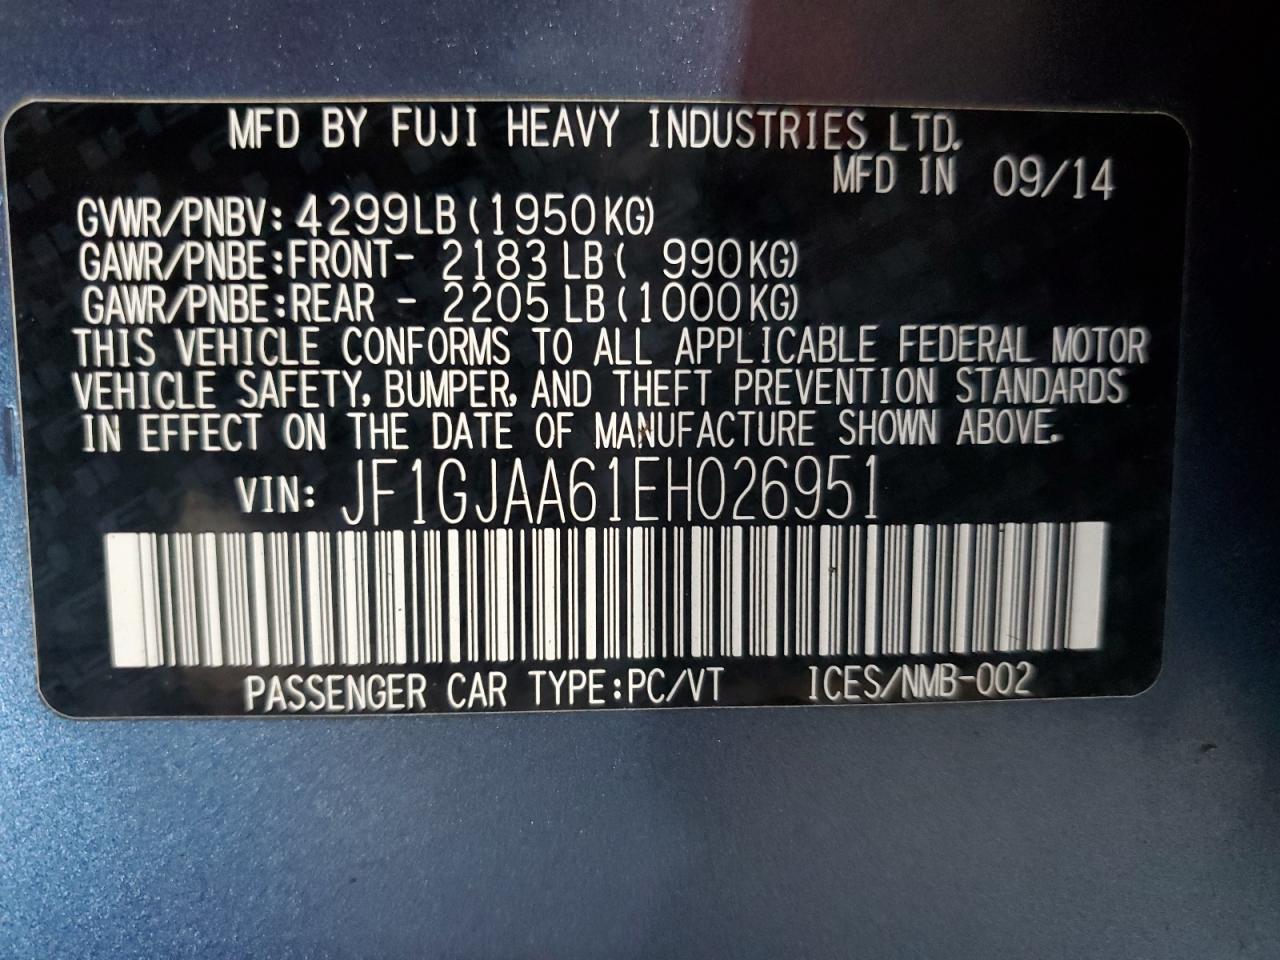 MFD BY FUJI HEAVY INDUSTRIES LTD.
MFD IN 09/14
GVWR/PNBV: 4299LB (1950KG)
GAWR/PNBE:FRONT- 2183 LB ( 990KG)
GAWR/PNBE:REAR - 2205 LB (1000KG)
THIS VEHICLE CONFORMS TO ALL APPLICABLE FEDERAL MOTOR
VEHICLE SAFETY, BUMPER, AND THEFT PREVENTION STANDARDS
IN EFFECT ON THE DATE OF MANUFACTURE SHOWN ABOVE.
VIN: JF1GJAA61EH026951
PASSENGER CAR TYPE:PC/VT ICES/NMB-002